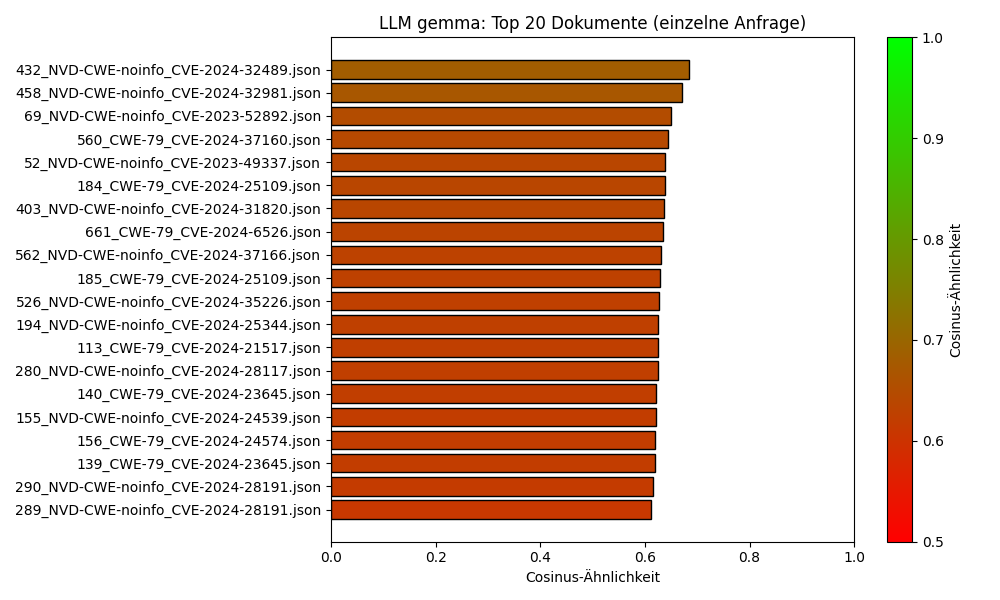 LLM gemma: Top 20 Dokumente (einzelne Anfrage)
432_NVD-CWE-noinfo_CVE-2024-32489.json
458_NVD-CWE-noinfo_CVE-2024-32981.json
69_NVD-CWE-noinfo_CVE-2023-52892.json
560_CWE-79_CVE-2024-37160.json
52_NVD-CWE-noinfo_CVE-2023-49337.json
184_CWE-79_CVE-2024-25109.json
403_NVD-CWE-noinfo_CVE-2024-31820.json
661_CWE-79_CVE-2024-6526.json
562_NVD-CWE-noinfo_CVE-2024-37166.json
185_CWE-79_CVE-2024-25109.json
526_NVD-CWE-noinfo_CVE-2024-35226.json
194_NVD-CWE-noinfo_CVE-2024-25344.json
113_CWE-79_CVE-2024-21517.json
280_NVD-CWE-noinfo_CVE-2024-28117.json
140_CWE-79_CVE-2024-23645.json
155_NVD-CWE-noinfo_CVE-2024-24539.json
156_CWE-79_CVE-2024-24574.json
139_CWE-79_CVE-2024-23645.json
290_NVD-CWE-noinfo_CVE-2024-28191.json
289_NVD-CWE-noinfo_CVE-2024-28191.json
0.0 0.2 0.4 0.6 0.8 1.0
Cosinus-Ähnlichkeit
1.0
0.9
0.8
0.7
0.6
0.5
Cosinus-Ähnlichkeit